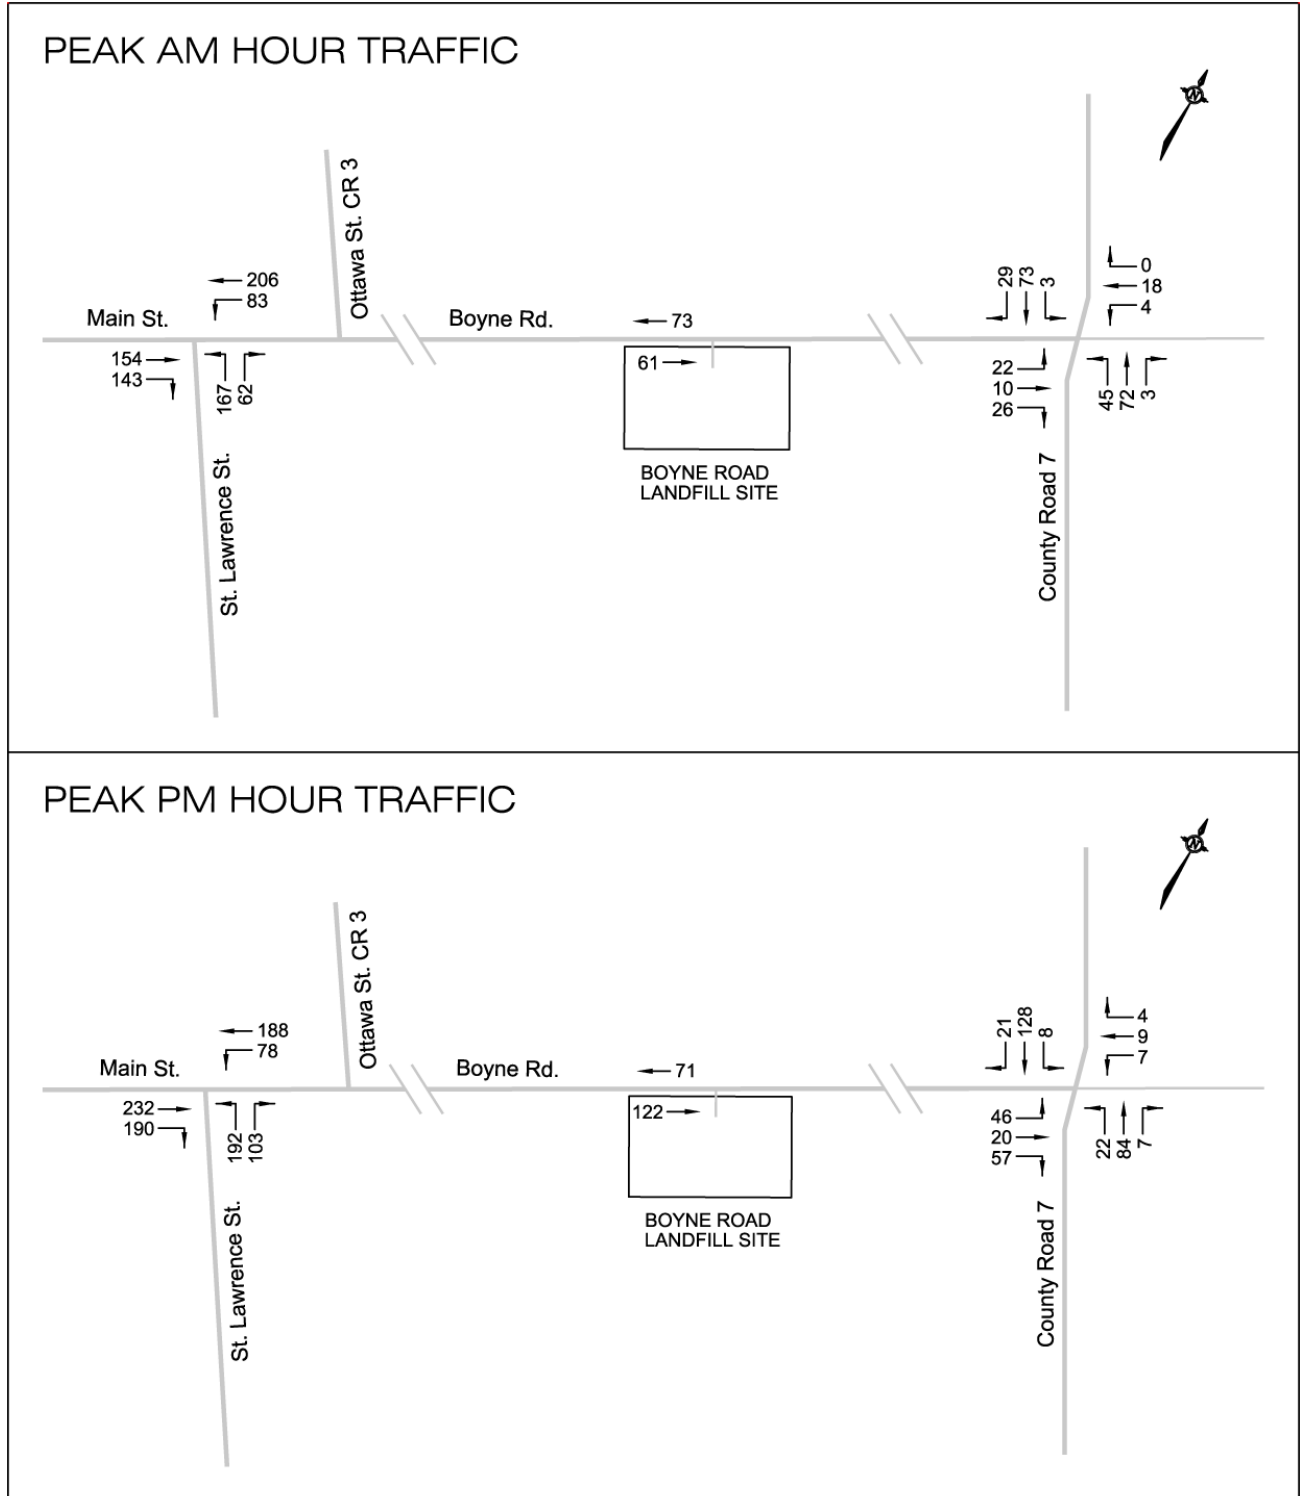 PEAK AM HOUR TRAFFIC
N
Ottawa St. CR 3
206
83
Main St.
154
143
167
62
St. Lawrence St.
Boyne Rd.
73
61
BOYNE ROAD
LANDFILL SITE
29
73
3
0
18
4
22
10
26
45
72
3
County Road 7
PEAK PM HOUR TRAFFIC
N
Ottawa St. CR 3
188
78
Main St.
232
190
192
103
St. Lawrence St.
Boyne Rd.
71
122
BOYNE ROAD
LANDFILL SITE
21
128
8
4
9
7
46
20
57
22
84
7
County Road 7